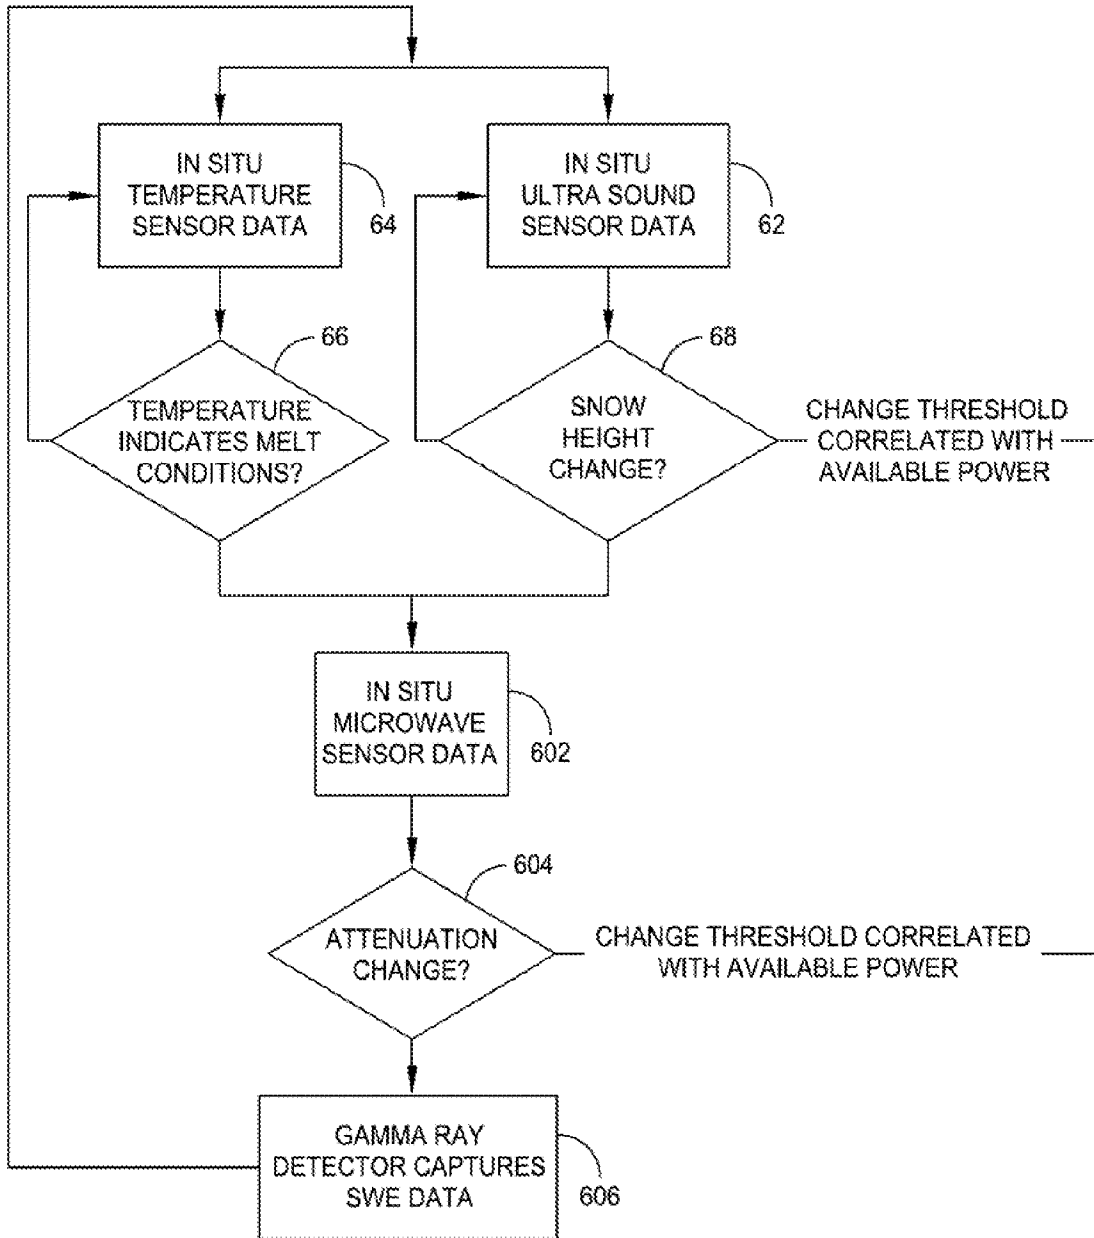 IN SITU
TEMPERATURE
SENSOR DATA
64
IN SITU
ULTRA SOUND
SENSOR DATA
62
66
TEMPERATURE
INDICATES MELT
CONDITIONS?
68
SNOW
HEIGHT
CHANGE?
CHANGE THRESHOLD
CORRELATED WITH
AVAILABLE POWER
IN SITU
MICROWAVE
SENSOR DATA
602
604
ATTENUATION
CHANGE?
CHANGE THRESHOLD CORRELATED
WITH AVAILABLE POWER
GAMMA RAY
DETECTOR CAPTURES
SWE DATA
606